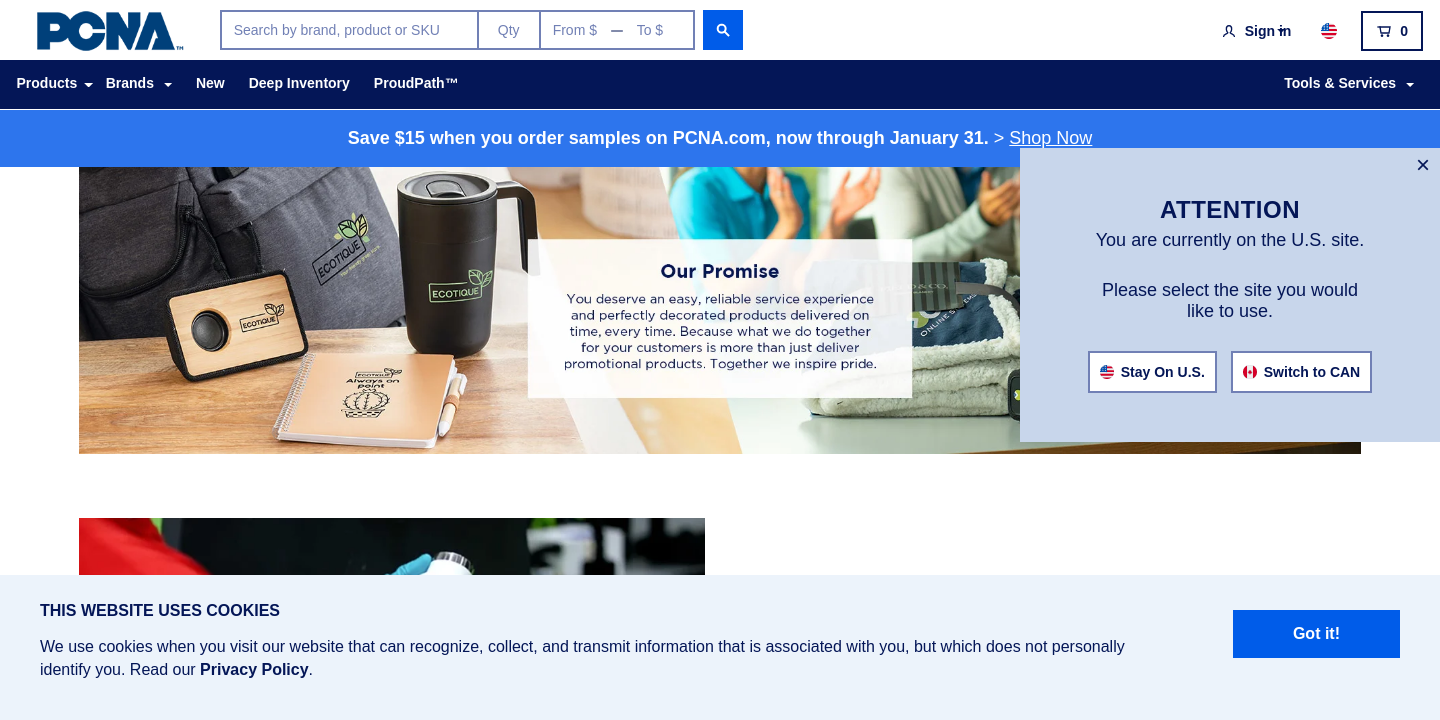 PCNA™
Search by brand, product or SKU
Qty
From $ — To $
Sign in
0
Products
Brands
New
Deep Inventory
ProudPath™
Tools & Services
Save $15 when you order samples on PCNA.com, now through January 31. > Shop Now
ECOTIQUE
ECOTIQUE
ECOTIQUE
ECOTIQUE
Always on
point
Our Promise
You deserve an easy, reliable service experience
and perfectly decorated products delivered on
time, every time. Because what we do together
for your customers is more than just deliver
promotional products. Together we inspire pride.
×
ATTENTION
You are currently on the U.S. site.
Please select the site you would
like to use.
Stay On U.S.
Switch to CAN
THIS WEBSITE USES COOKIES
We use cookies when you visit our website that can recognize, collect, and transmit information that is associated with you, but which does not personally
identify you. Read our Privacy Policy.
Got it!